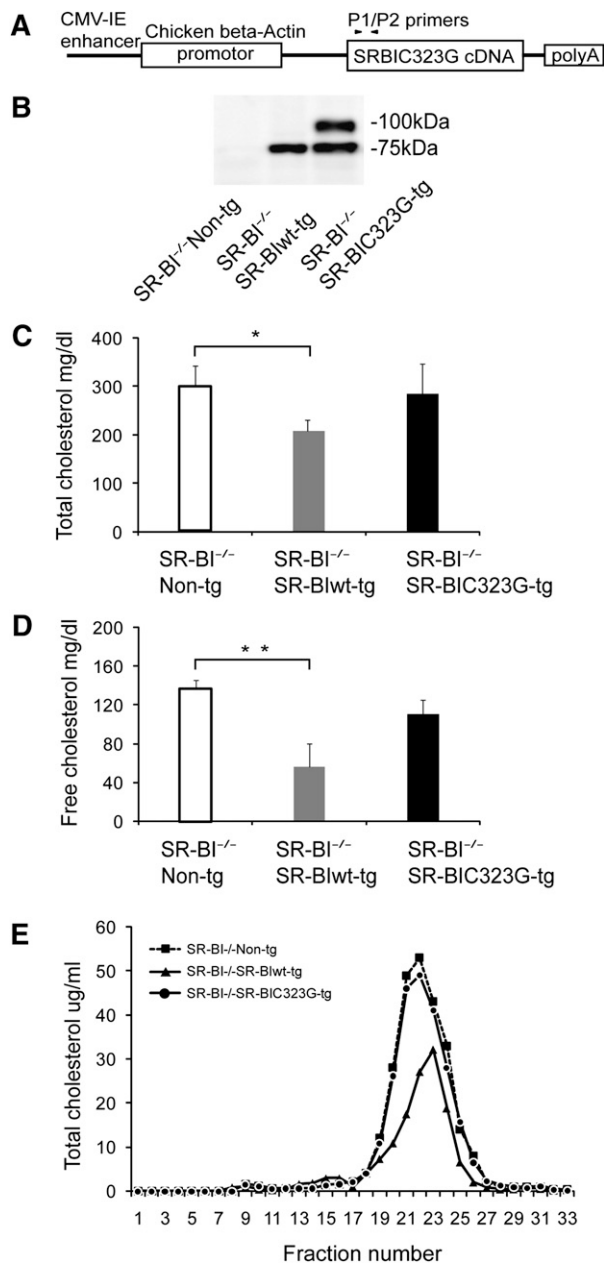 A
CMV-IE
enhancer
Chicken beta-Actin
promotor
P1/P2 primers
SRBIC323G cDNA
polyA
B
-100kDa
-75kDa
SR-BI-/-Non-tg
SR-BI-/-
SR-BIwt-tg
SR-BI-/-
SR-BIC323G-tg
C
Total cholesterol mg/dl
400
300
200
300
0
*
SR-BI-/-
Non-tg
SR-BI-/-
SR-BIwt-tg
SR-BI-/-
SR-BIC323G-tg
D
Free cholesterol mg/dl
200
160
120
80
40
0
* *
SR-BI-/-
Non-tg
SR-BI-/-
SR-BIwt-tg
SR-BI-/-
SR-BIC323G-tg
E
Total cholesterol ug/ml
60
50
40
30
20
10
0
SR-BI-/-Non-tg
SR-BI-/-SR-BIwt-tg
SR-BI-/-SR-BIC323G-tg
1 3 5 7 9 11 13 15 17 19 21 23 25 27 29 31 33
Fraction number